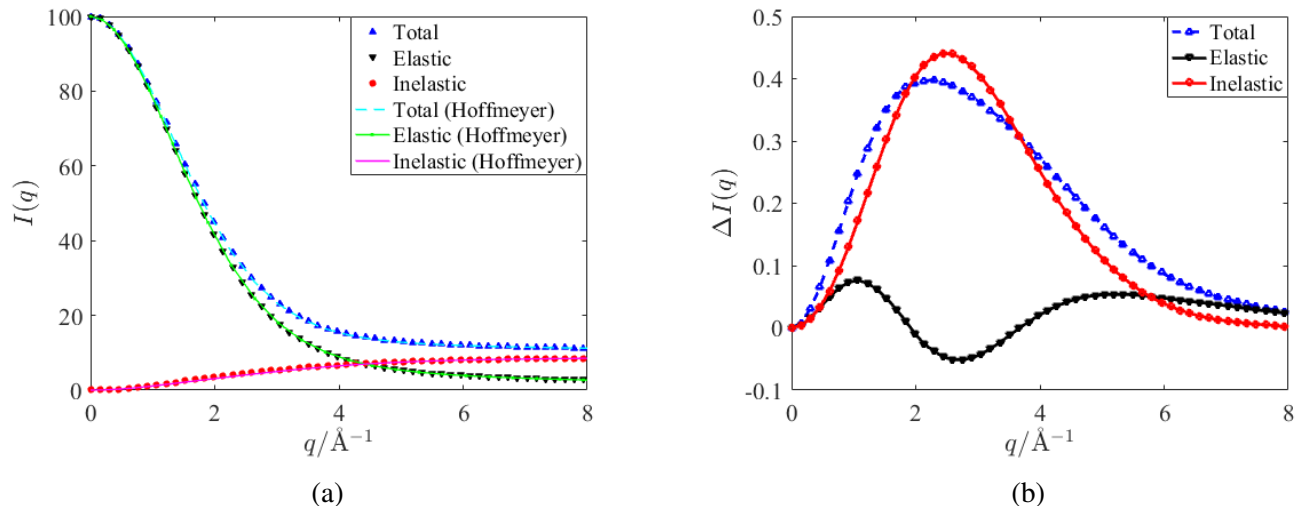 100
80
60
40
20
0
I(q)
0 2 4 6 8
q/Å⁻¹
Total
Elastic
Inelastic
Total (Hoffmeyer)
Elastic (Hoffmeyer)
Inelastic (Hoffmeyer)
(a)
0.5
0.4
0.3
0.2
0.1
0
-0.1
ΔI(q)
0 2 4 6 8
q/Å⁻¹
Total
Elastic
Inelastic
(b)